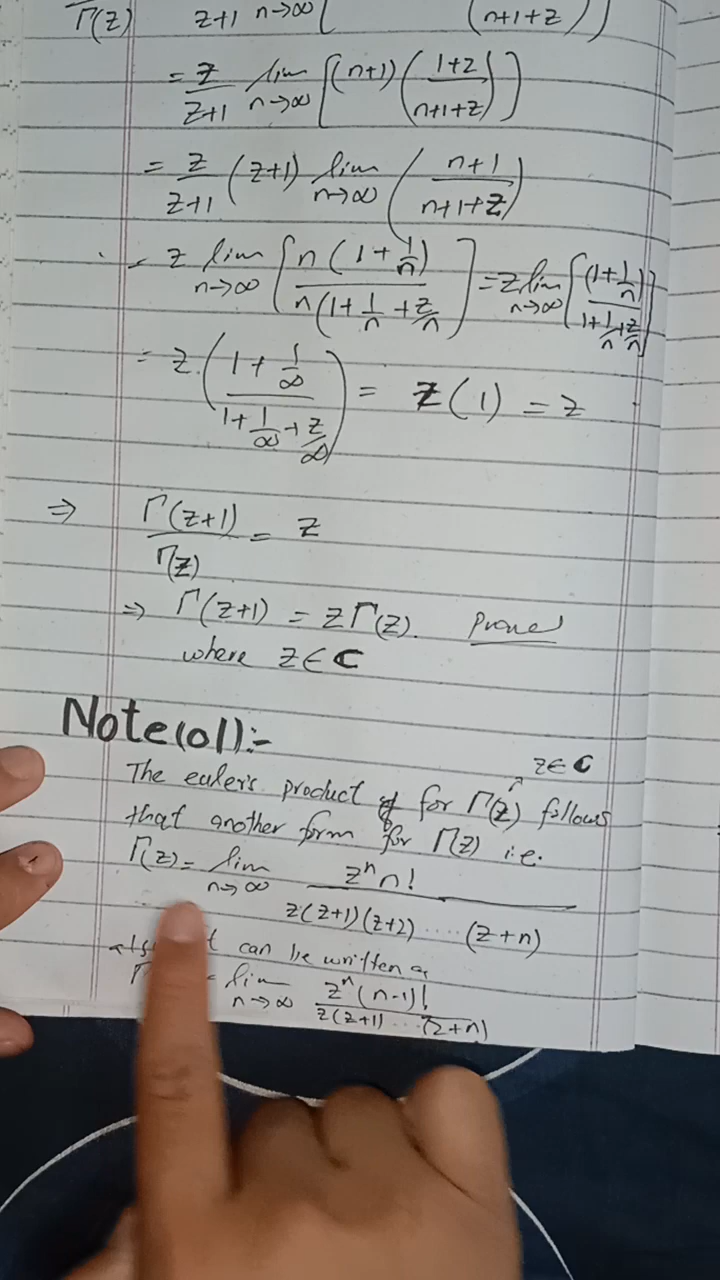 Γ(z) z+1 n→∞ (n+1+z)
= z/(z+1) lim n→∞ [(n+1) ((1+z)/(n+1+z))]
= z/(z+1) (z+1) lim n→∞ ((n+1)/(n+1+z))
= z lim n→∞ [n(1+1/n)/n(1+1/n+z/n] = z lim n→∞ [(1+1/n)/1+1/n+z/n]
= z.((1+1/∞)/(1+1/∞+z/∞)) = z(1) = z
⇒ Γ(z+1)/Γ(z) = z
⇒ Γ(z+1) = zΓ(z). Proved
where z∈C
Note(01):-
z∈C
The euler's product for Γ(z) follows
that another form for Γ(z) i.e.
Γ(z) = lim n→∞ zⁿ n!/z(z+1)(z+2)....(z+n)
can be written as
= lim n→∞ zⁿ(n-1)!/z(z+1)...(z+n)